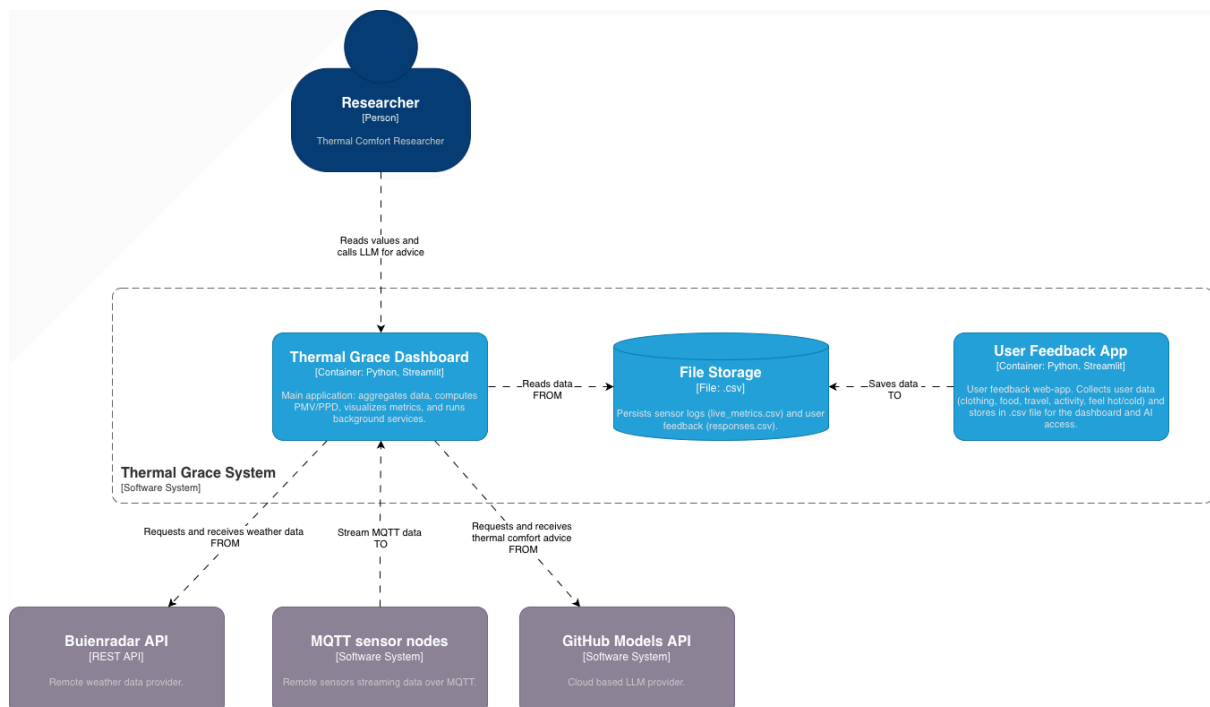 Researcher
[Person]
Thermal Comfort Researcher
Reads values and
calls LLM for advice
Thermal Grace Dashboard
[Container: Python, Streamlit]
Main application: aggregates data, computes
PMV/PPD, visualizes metrics, and runs
background services.
Reads data
FROM
File Storage
[File: .csv]
Persists sensor logs (live_metrics.csv) and user
feedback (responses.csv).
Saves data
TO
User Feedback App
[Container: Python, Streamlit]
User feedback web-app. Collects user data
(clothing, food, travel, activity, feel hot/cold) and
stores in .csv file for the dashboard and AI
access.
Thermal Grace System
[Software System]
Requests and receives weather data
FROM
Stream MQTT data
TO
Requests and receives
thermal comfort advice
FROM
Buienradar API
[REST API]
Remote weather data provider.
MQTT sensor nodes
[Software System]
Remote sensors streaming data over MQTT.
GitHub Models API
[Software System]
Cloud based LLM provider.